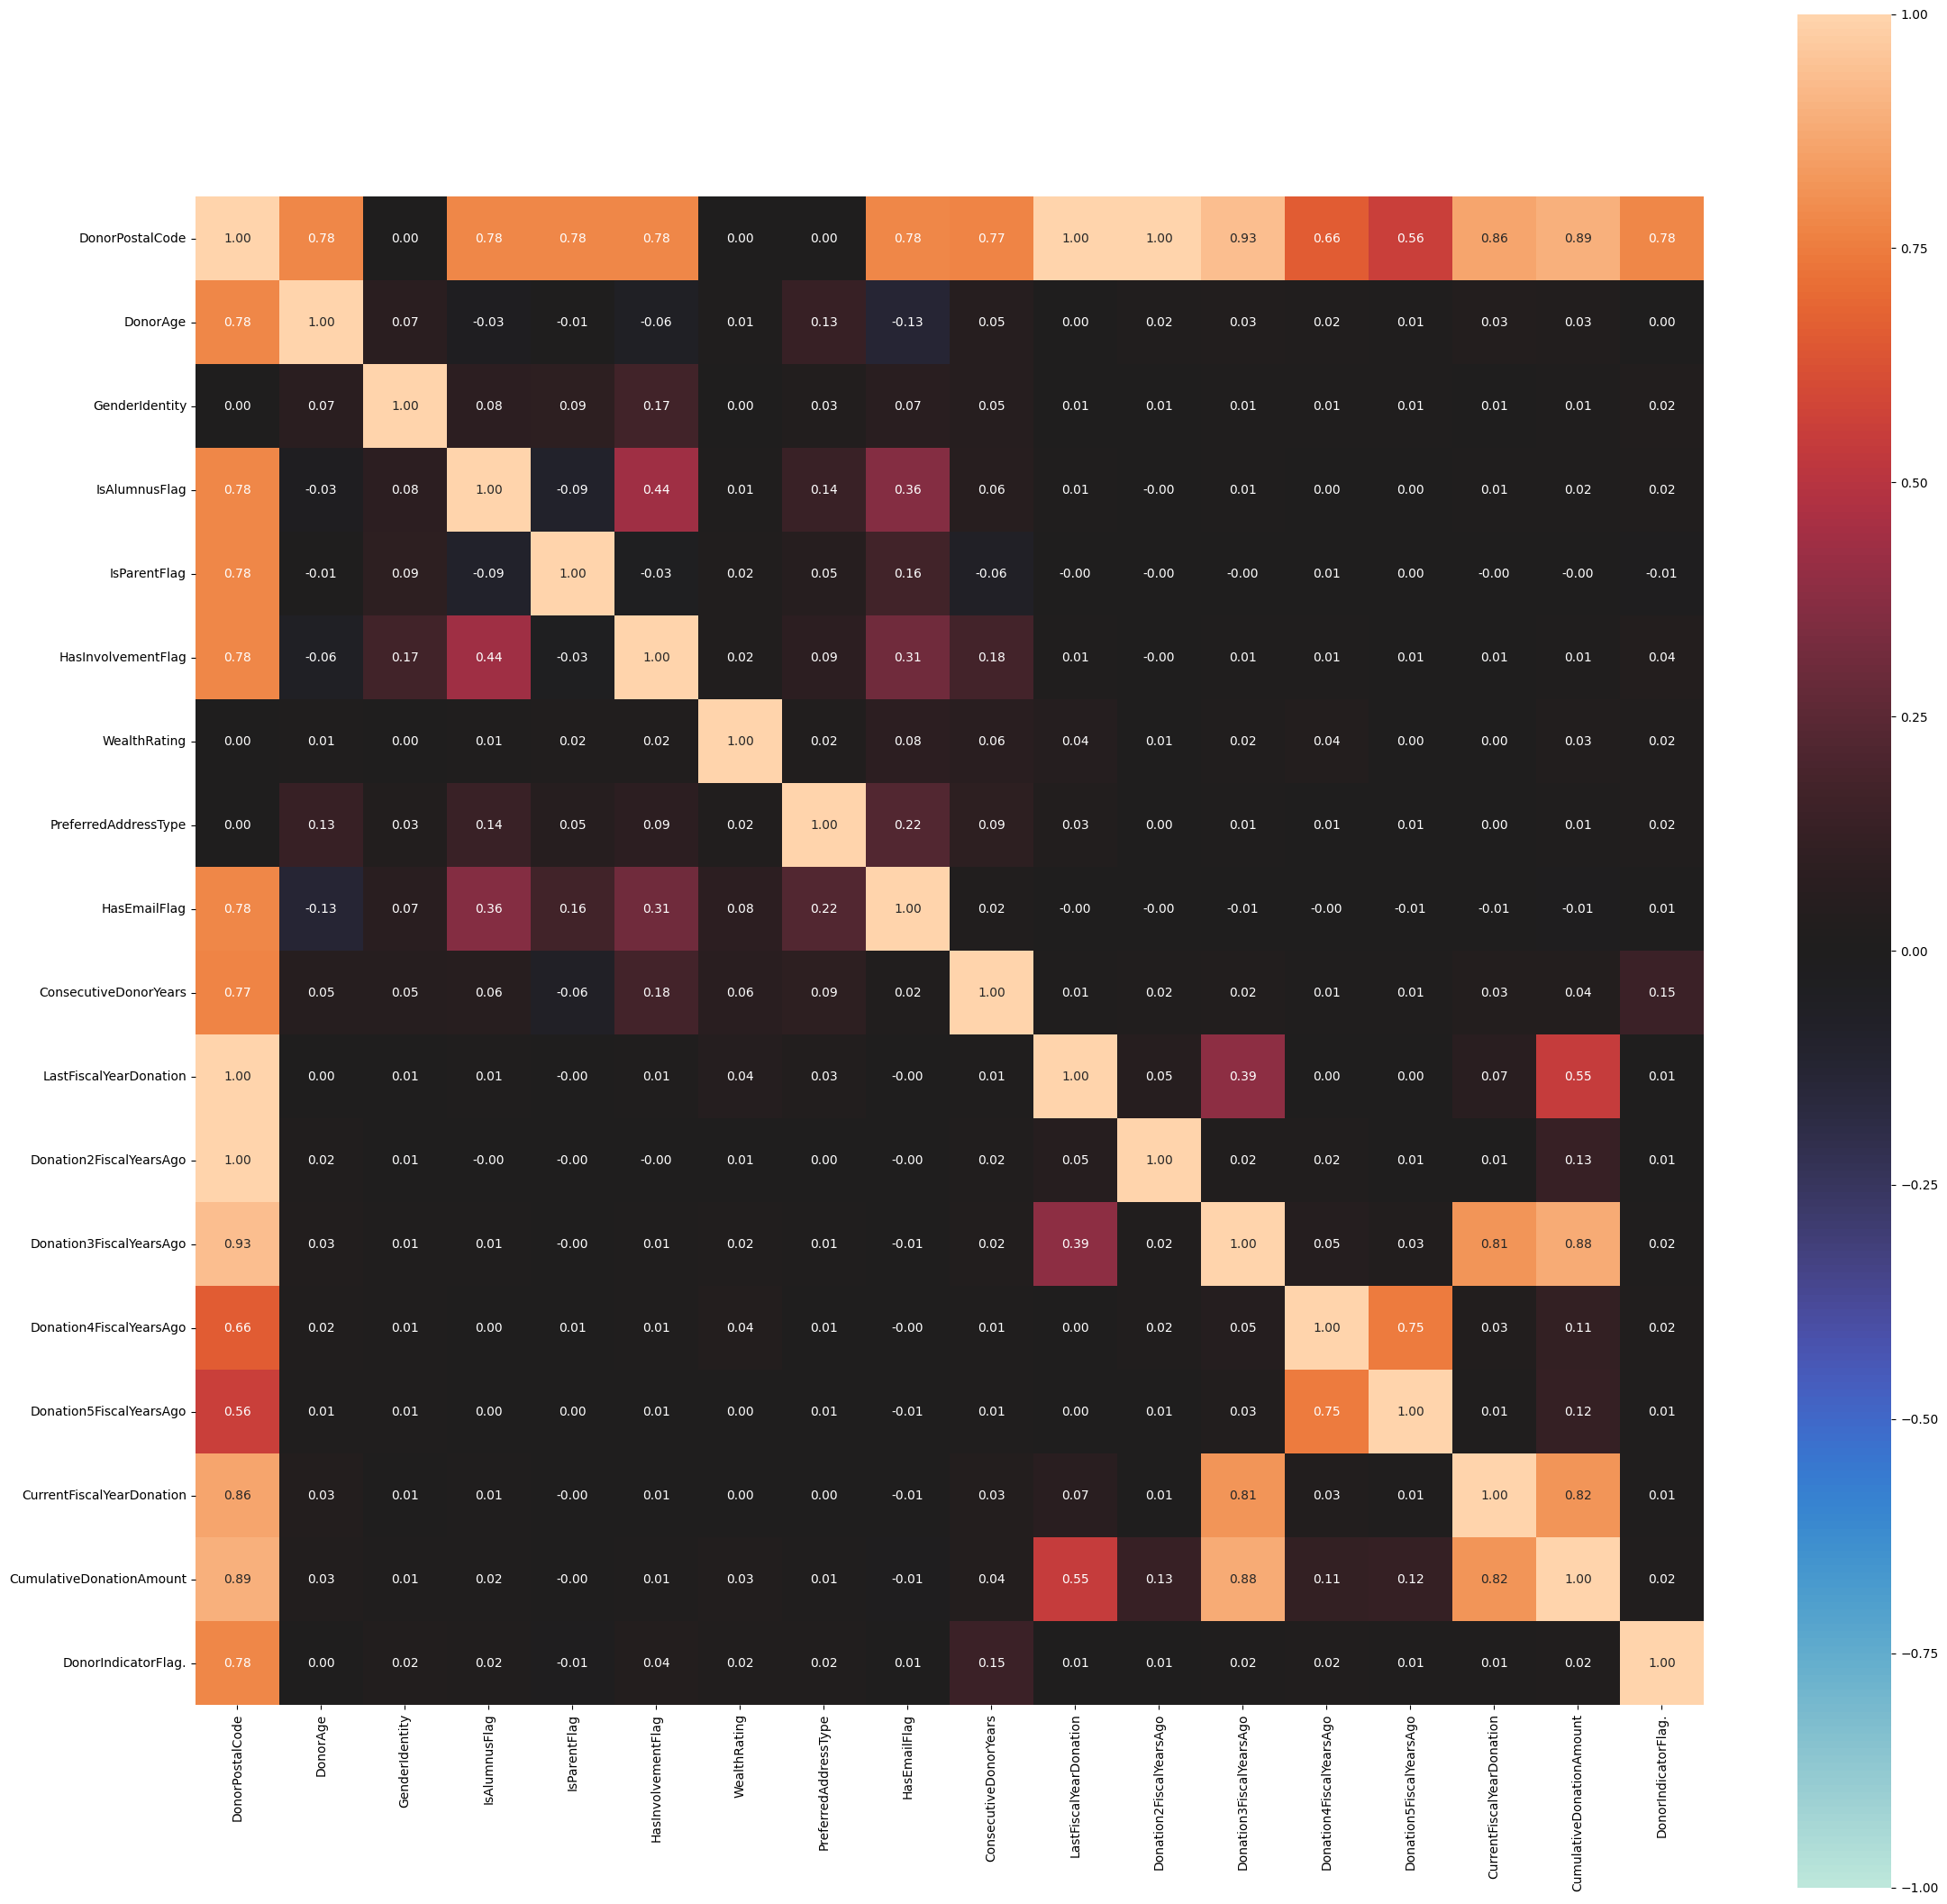 DonorPostalCode 1.00 0.78 0.00 0.78 0.78 0.78 0.00 0.00 0.78 0.77 1.00 1.00 0.93 0.66 0.56 0.86 0.89 0.78
DonorAge 0.78 1.00 0.07 -0.03 -0.01 -0.06 0.01 0.13 -0.13 0.05 0.00 0.02 0.03 0.02 0.01 0.03 0.03 0.00
GenderIdentity 0.00 0.07 1.00 0.08 0.09 0.17 0.00 0.03 0.07 0.05 0.01 0.01 0.01 0.01 0.01 0.01 0.01 0.02
IsAlumnusFlag 0.78 -0.03 0.08 1.00 -0.09 0.44 0.01 0.14 0.36 0.06 0.01 -0.00 0.01 0.00 0.00 0.01 0.02 0.02
IsParentFlag 0.78 -0.01 0.09 -0.09 1.00 -0.03 0.02 0.05 0.16 -0.06 -0.00 -0.00 -0.00 0.01 0.00 -0.00 -0.00 -0.01
HasInvolvementFlag 0.78 -0.06 0.17 0.44 -0.03 1.00 0.02 0.09 0.31 0.18 0.01 -0.00 0.01 0.01 0.01 0.01 0.01 0.04
WealthRating 0.00 0.01 0.00 0.01 0.02 0.02 1.00 0.02 0.08 0.06 0.04 0.01 0.02 0.04 0.00 0.00 0.03 0.02
PreferredAddressType 0.00 0.13 0.03 0.14 0.05 0.09 0.02 1.00 0.22 0.09 0.03 0.00 0.01 0.01 0.01 0.00 0.01 0.02
HasEmailFlag 0.78 -0.13 0.07 0.36 0.16 0.31 0.08 0.22 1.00 0.02 -0.00 -0.00 -0.01 -0.00 -0.01 -0.01 -0.01 0.01
ConsecutiveDonorYears 0.77 0.05 0.05 0.06 -0.06 0.18 0.06 0.09 0.02 1.00 0.01 0.02 0.02 0.01 0.01 0.03 0.04 0.15
LastFiscalYearDonation 1.00 0.00 0.01 0.01 -0.00 0.01 0.04 0.03 -0.00 0.01 1.00 0.05 0.39 0.00 0.00 0.07 0.55 0.01
Donation2FiscalYearsAgo 1.00 0.02 0.01 -0.00 -0.00 -0.00 0.01 0.00 -0.00 0.02 0.05 1.00 0.02 0.02 0.01 0.01 0.13 0.01
Donation3FiscalYearsAgo 0.93 0.03 0.01 0.01 -0.00 0.01 0.02 0.01 -0.01 0.02 0.39 0.02 1.00 0.05 0.03 0.81 0.88 0.02
Donation4FiscalYearsAgo 0.66 0.02 0.01 0.00 0.01 0.01 0.04 0.01 -0.00 0.01 0.00 0.02 0.05 1.00 0.75 0.03 0.11 0.02
Donation5FiscalYearsAgo 0.56 0.01 0.01 0.00 0.00 0.01 0.00 0.01 -0.01 0.01 0.00 0.01 0.03 0.75 1.00 0.01 0.12 0.01
CurrentFiscalYearDonation 0.86 0.03 0.01 0.01 -0.00 0.01 0.00 0.00 -0.01 0.03 0.07 0.01 0.81 0.03 0.01 1.00 0.82 0.01
CumulativeDonationAmount 0.89 0.03 0.01 0.02 -0.00 0.01 0.03 0.01 -0.01 0.04 0.55 0.13 0.88 0.11 0.12 0.82 1.00 0.02
DonorIndicatorFlag. 0.78 0.00 0.02 0.02 -0.01 0.04 0.02 0.02 0.01 0.15 0.01 0.01 0.02 0.02 0.01 0.01 0.02 1.00
DonorPostalCode
DonorAge
GenderIdentity
IsAlumnusFlag
IsParentFlag
HasInvolvementFlag
WealthRating
PreferredAddressType
HasEmailFlag
ConsecutiveDonorYears
LastFiscalYearDonation
Donation2FiscalYearsAgo
Donation3FiscalYearsAgo
Donation4FiscalYearsAgo
Donation5FiscalYearsAgo
CurrentFiscalYearDonation
CumulativeDonationAmount
DonorIndicatorFlag.
1.00
0.75
0.50
0.25
0.00
−0.25
−0.50
−0.75
−1.00